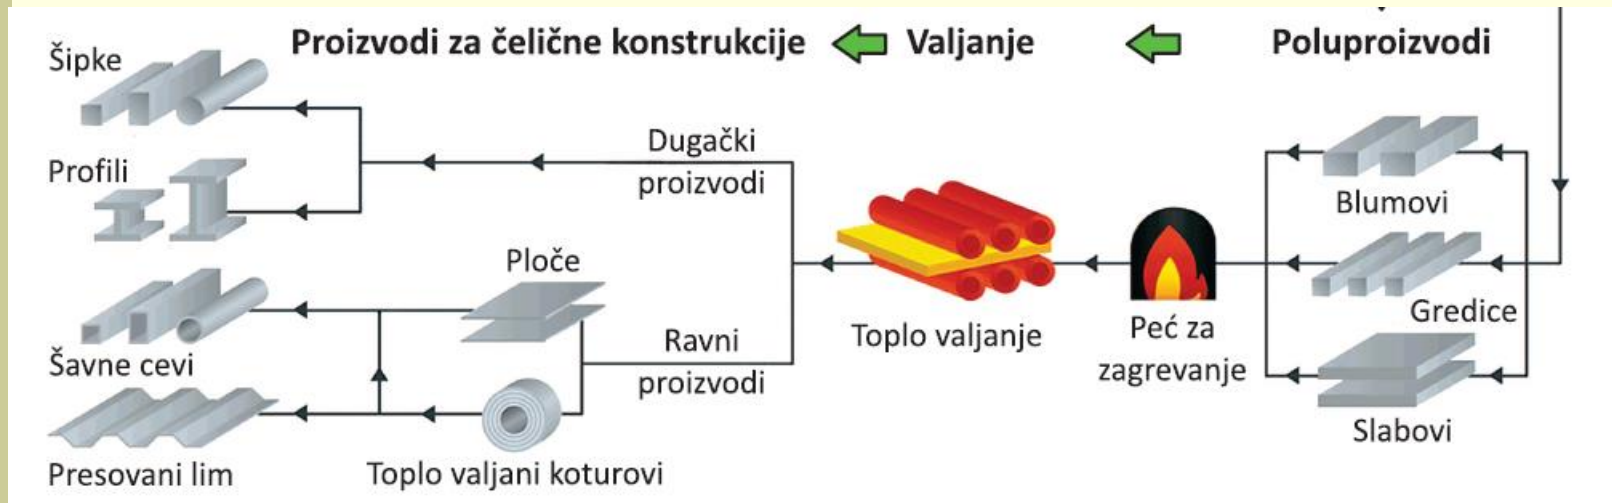 Proizvodi za čelične konstrukcije
Valjanje
Poluproizvodi
Šipke
Profili
Dugački
proizvodi
Ploče
Šavne cevi
Ravni
proizvodi
Presovani lim
Toplo valjani koturovi
Toplo valjanje
Peć za
zagrevanje
Blumovi
Gredice
Slabovi